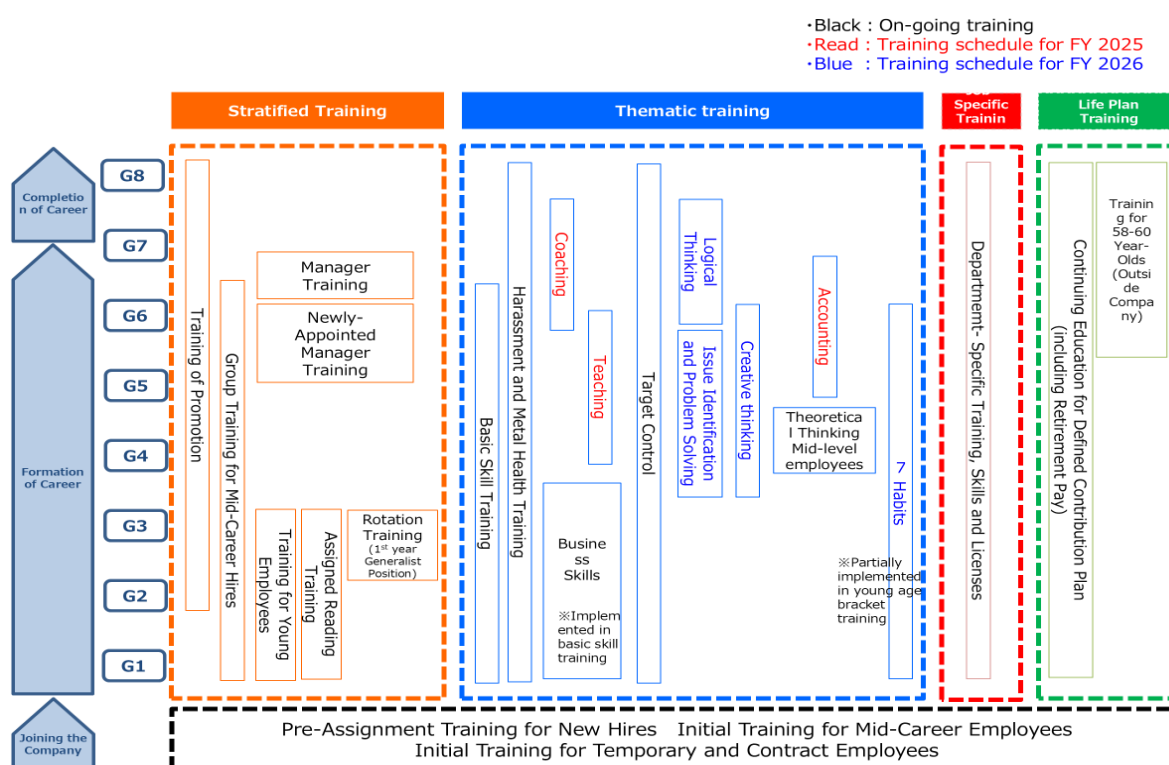 ・Black : On-going training
・Read : Training schedule for FY 2025
・Blue : Training schedule for FY 2026
Stratified Training
Thematic training
Specific
Trainin
Life Plan
Training
Completio
n of Career
Formation
of Career
Joining the
Company
G8
G7
G6
G5
G4
G3
G2
G1
Training of Promotion
Group Training for Mid-Career Hires
Manager
Training
Newly-
Appointed
Manager
Training
Training for Young
Employees
Assigned Reading
Training
Rotation
Training
(1st year
Generalist
Position)
Basic Skill Training
Harassment and Metal Health Training
Coaching
Teaching
Busine
ss
Skills
※Implem
ented in
basic skill
training
Target Control
Logical
Thinking
Issue Identification
and Problem Solving
Creative thinking
Accounting
Theoretica
l Thinking
Mid-level
employees
7 Habits
※Partially
implemented
in young age
bracket
training
Departmemt- Specific Training, Skills and Licenses
Continuing Education for Defined Contribution Plan
(including Retirement Pay)
Trainin
g for
58-60
Year-
Olds
(Outsi
de
Compa
ny)
Pre-Assignment Training for New Hires Initial Training for Mid-Career Employees
Initial Training for Temporary and Contract Employees